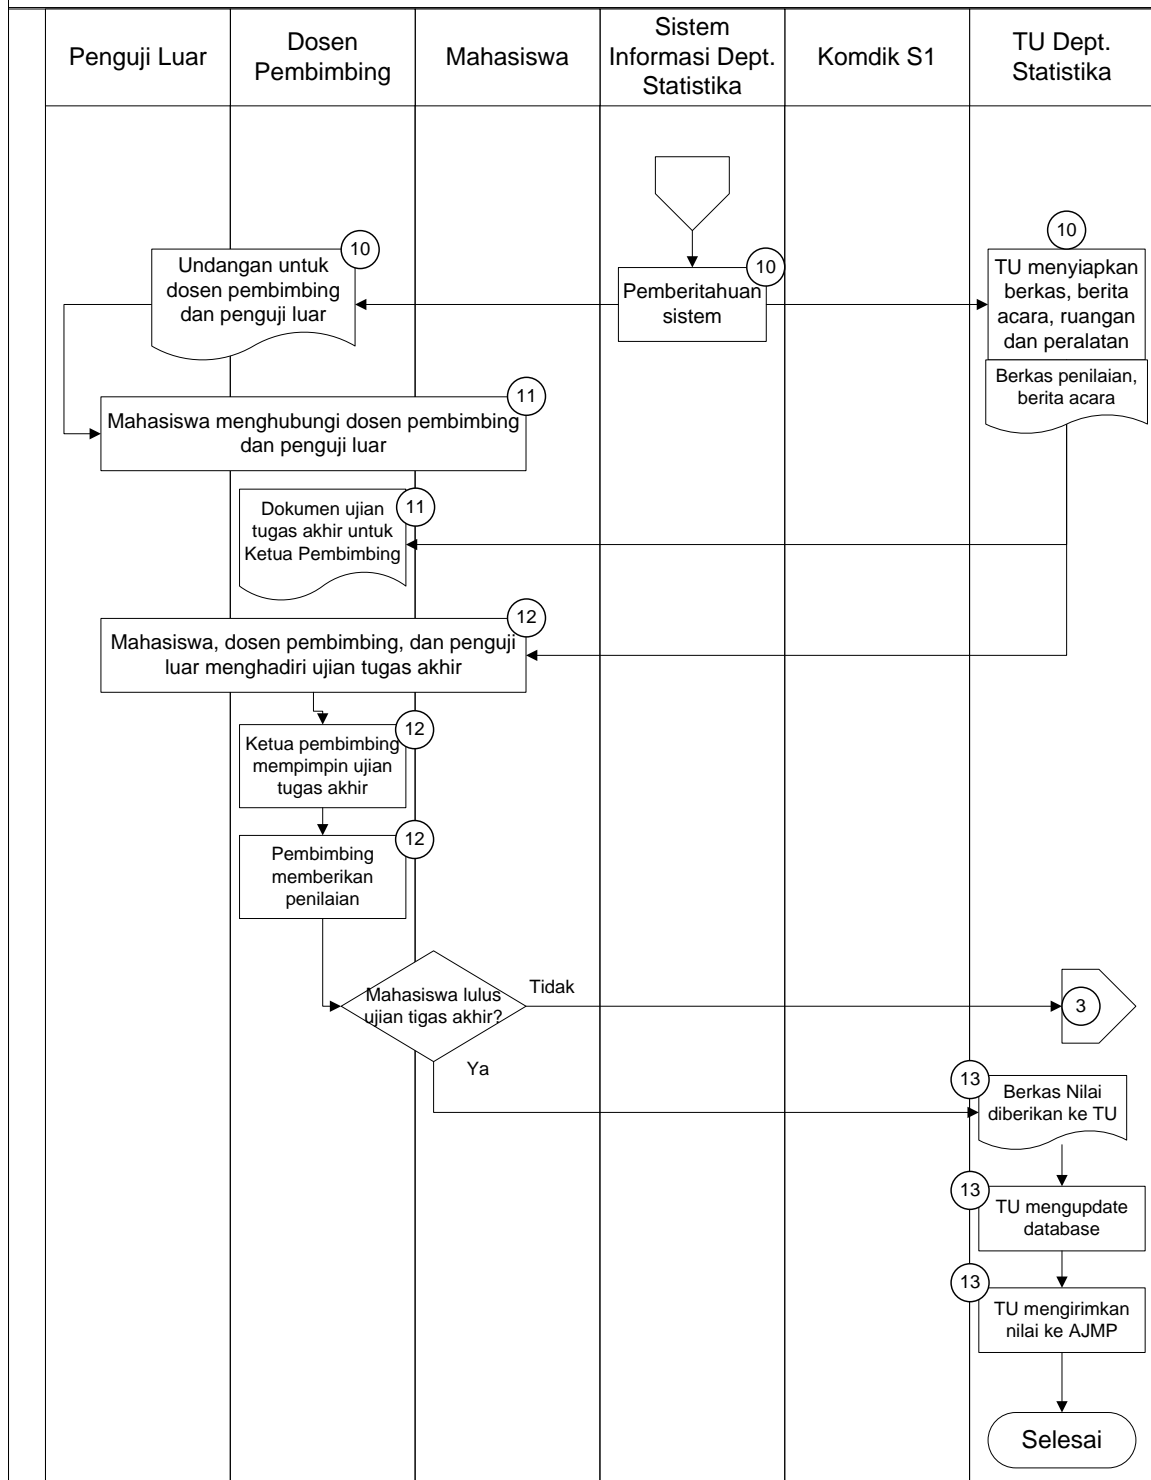 Penguji Luar
Dosen
Pembimbing
Mahasiswa
Sistem
Informasi Dept.
Statistika
Komdik S1
TU Dept.
Statistika
10
Undangan untuk
dosen pembimbing
dan penguji luar
10
Pemberitahuan
sistem
10
TU menyiapkan
berkas, berita
acara, ruangan
dan peralatan
Berkas penilaian,
berita acara
11
Mahasiswa menghubungi dosen pembimbing
dan penguji luar
11
Dokumen ujian
tugas akhir untuk
Ketua Pembimbing
12
Mahasiswa, dosen pembimbing, dan penguji
luar menghadiri ujian tugas akhir
12
Ketua pembimbing
mempimpin ujian
tugas akhir
12
Pembimbing
memberikan
penilaian
Mahasiswa lulus
ujian tigas akhir?
Tidak
3
Ya
13
Berkas Nilai
diberikan ke TU
13
TU mengupdate
database
13
TU mengirimkan
nilai ke AJMP
Selesai